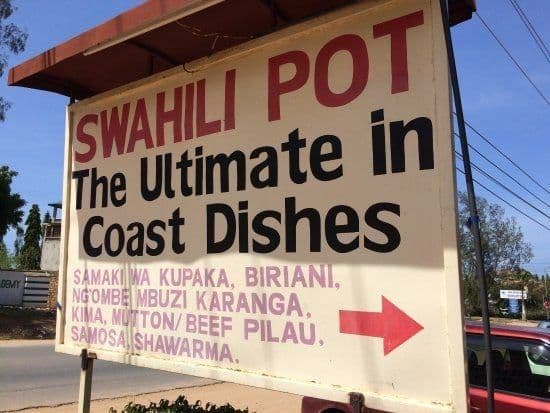 SWAHILI POT
The Ultimate in
Coast Dishes
SAMAKI WA KUPAKA, BIRIANI,
NG'OMBE MBUZI KARANGA,
KIMA, MUTTON/BEEF PILAU,
SAMOSA, SHAWARMA.